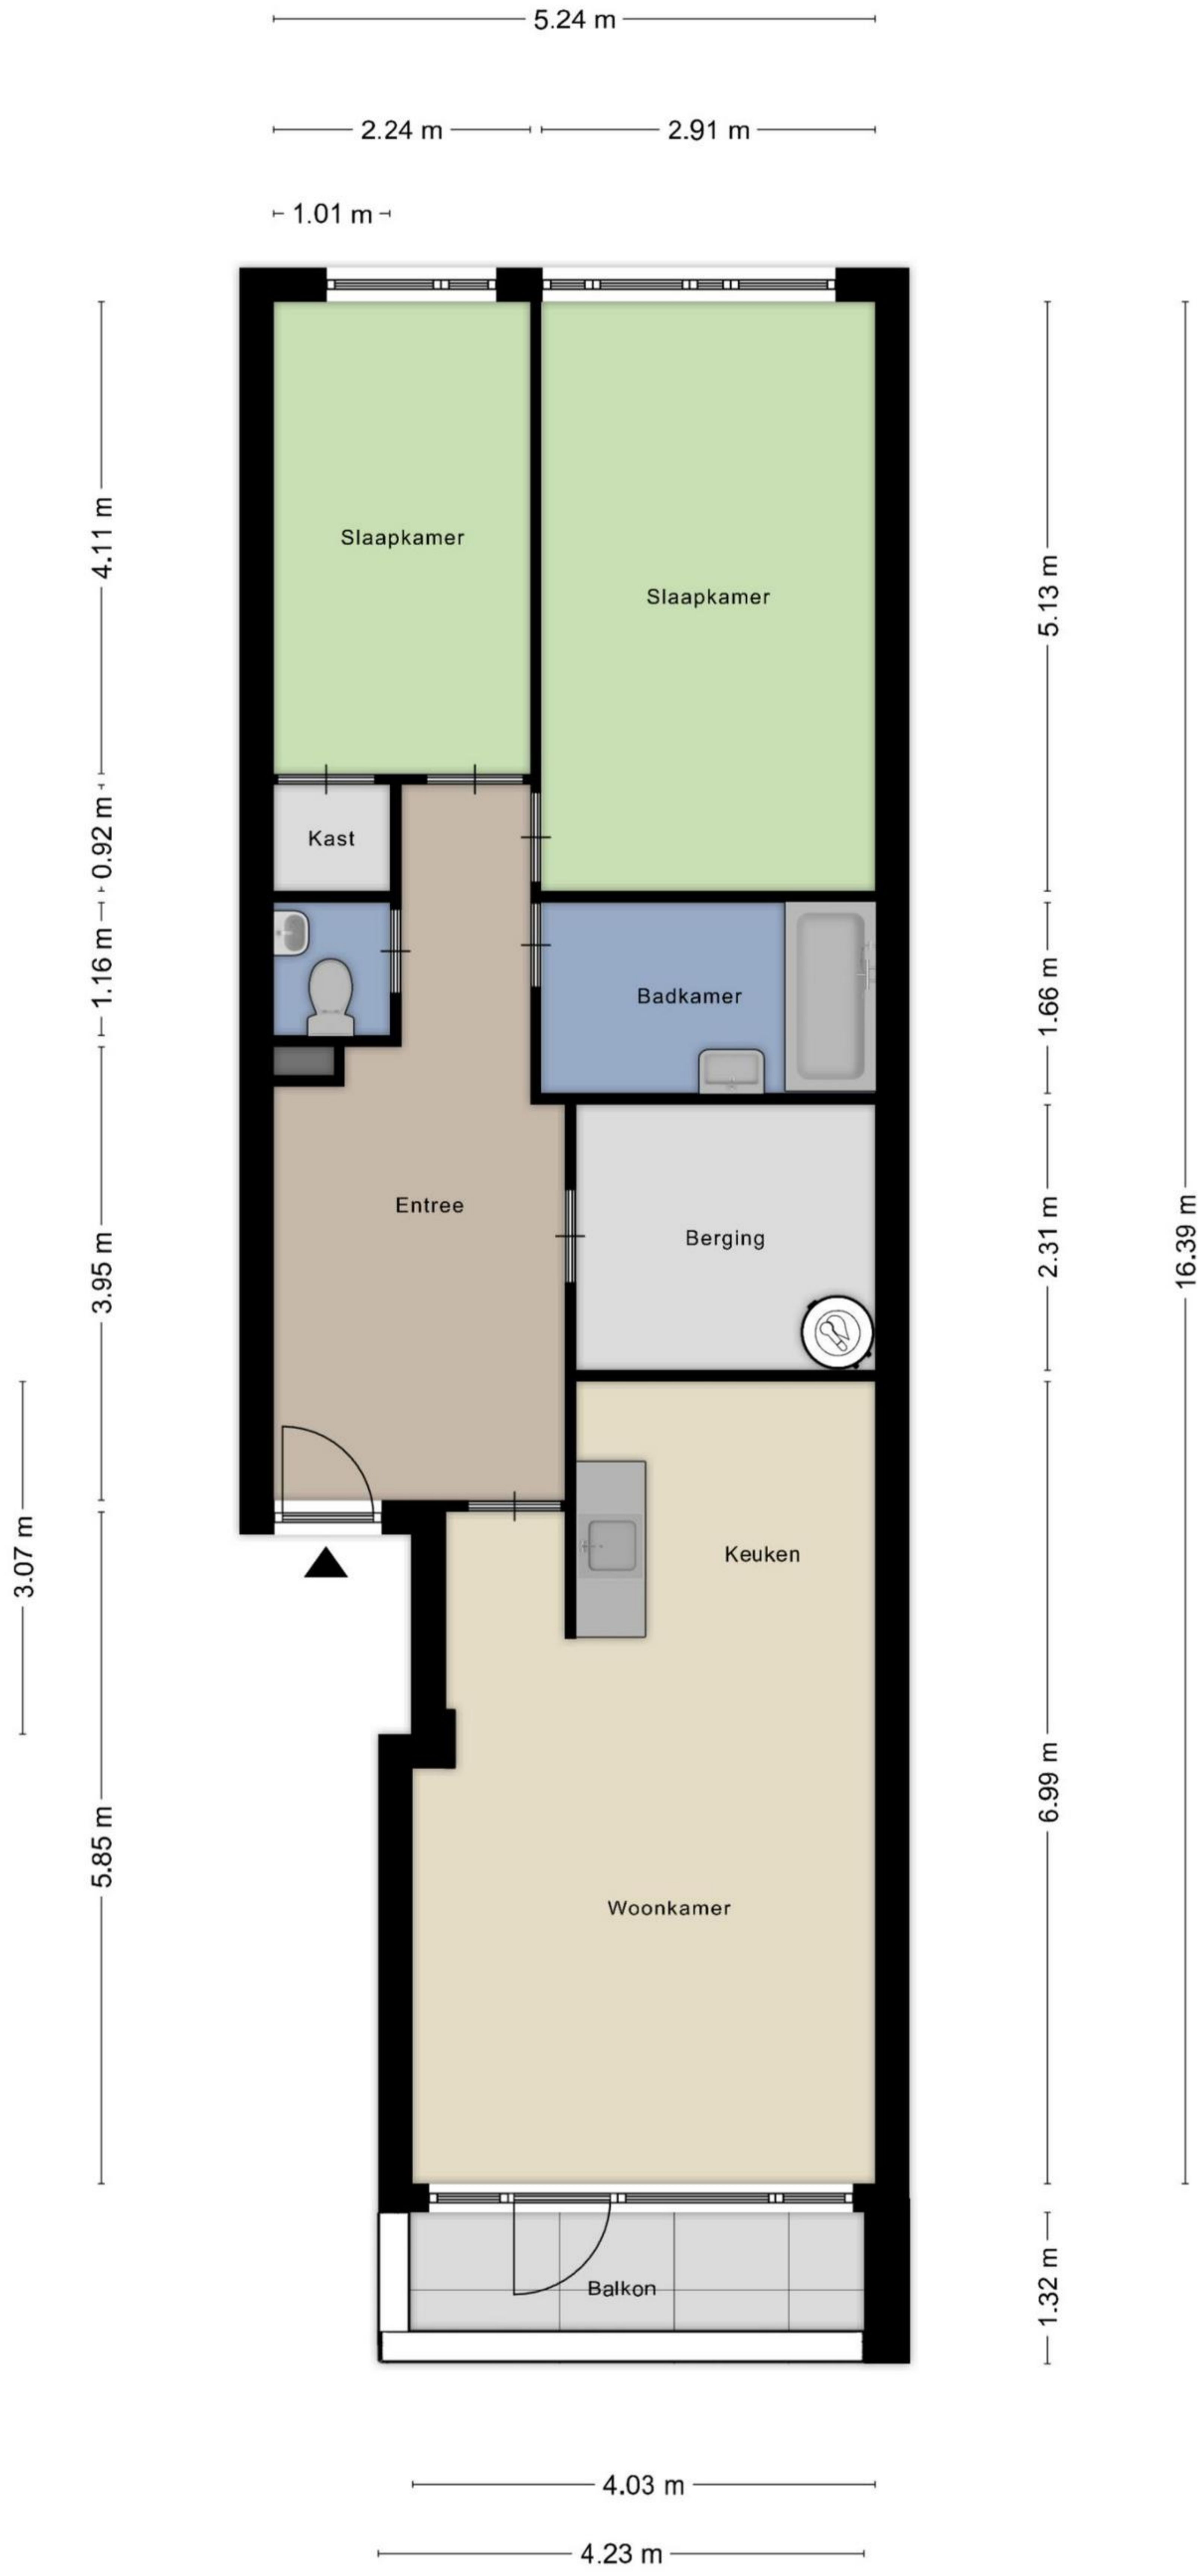 5.24 m
2.24 m
2.91 m
1.01 m
4.11 m
Slaapkamer
Slaapkamer
5.13 m
0.92 m
Kast
1.16 m
Badkamer
1.66 m
3.95 m
Entree
Berging
2.31 m
16.39 m
3.07 m
Keuken
5.85 m
6.99 m
Woonkamer
Balkon
1.32 m
4.03 m
4.23 m